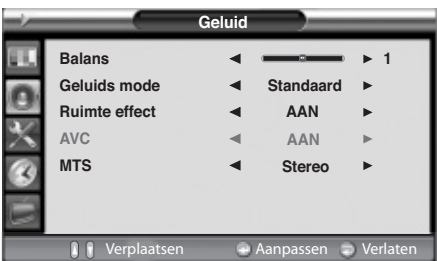 Geluid
Balans ◄ ► 1
Geluids mode ◄ Standaard ►
Ruimte effect ◄ AAN ►
AVC ◄ AAN ►
MTS ◄ Stereo ►
Verplaatsen Aanpassen Verlaten